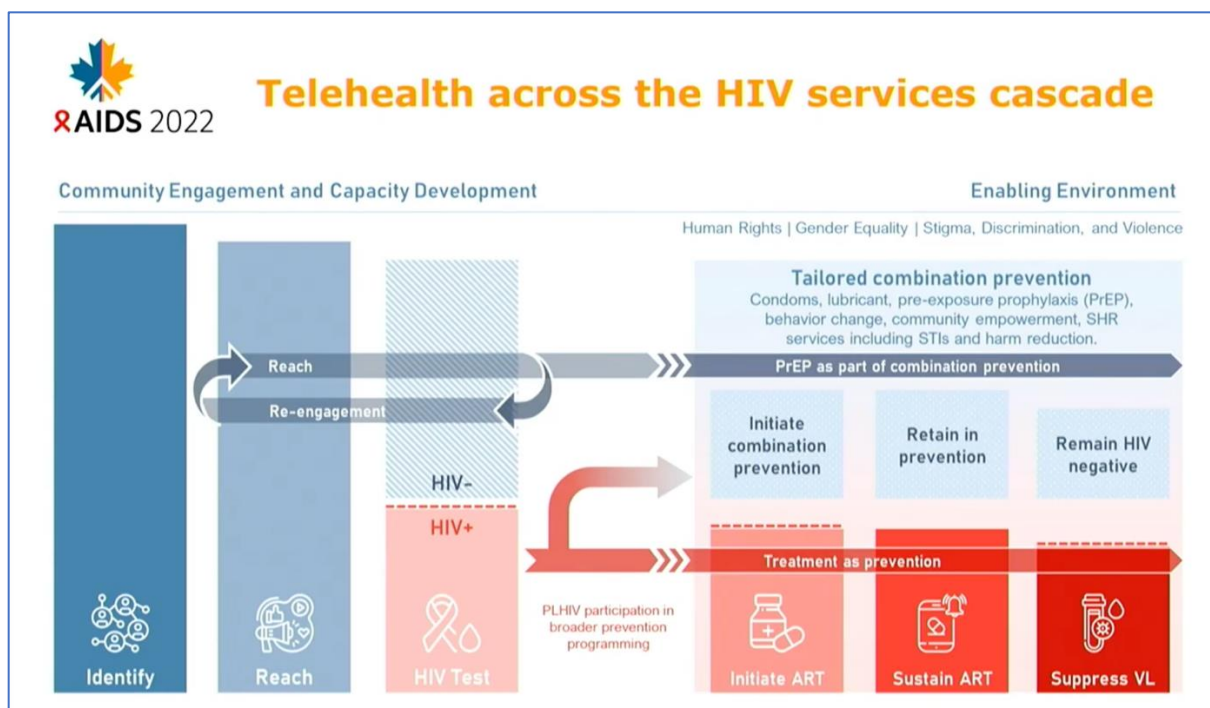 AIDS 2022
Telehealth across the HIV services cascade
Community Engagement and Capacity Development
Enabling Environment
Human Rights | Gender Equality | Stigma, Discrimination, and Violence
Tailored combination prevention
Condoms, lubricant, pre-exposure prophylaxis (PrEP),
behavior change, community empowerment, SHR
services including STIs and harm reduction.
Reach
PrEP as part of combination prevention
Re-engagement
Initiate
combination
prevention
Retain in
prevention
Remain HIV
negative
HIV-
HIV+
Treatment as prevention
PLHIV participation in
broader prevention
programming
Identify
Reach
HIV Test
Initiate ART
Sustain ART
Suppress VL